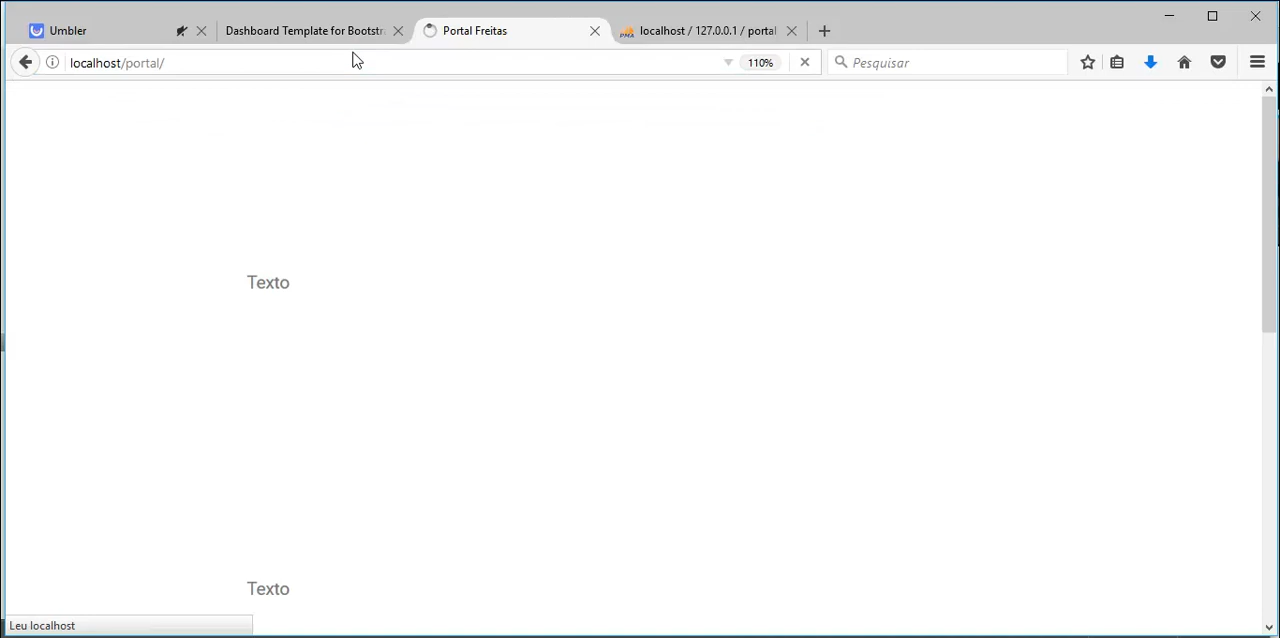 Umbler
Dashboard Template for Bootstr
Portal Freitas
localhost / 127.0.0.1 / portal
localhost/portal/
110%
Pesquisar
Texto
Texto
Leu localhost